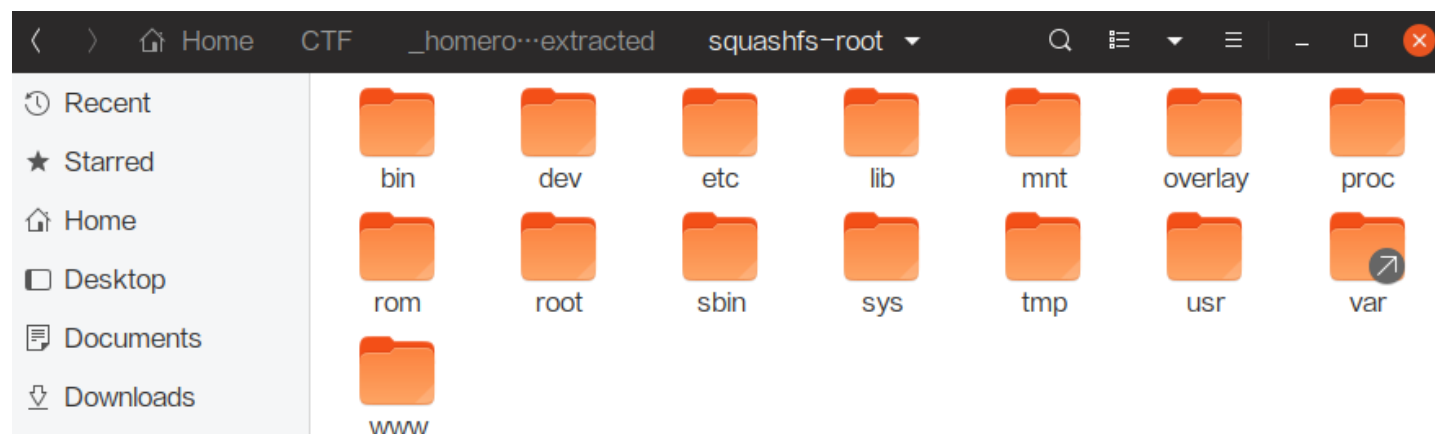 Home CTF _homero…extracted squashfs-root
Recent
Starred
Home
Desktop
Documents
Downloads
bin dev etc lib mnt overlay proc
rom root sbin sys tmp usr var
www